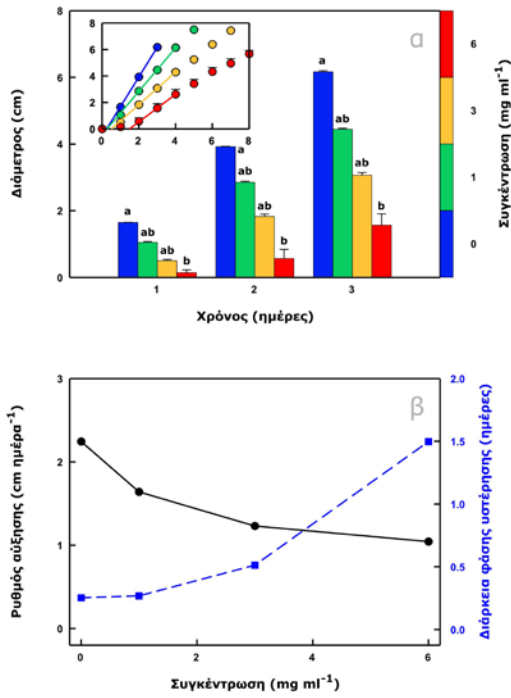 α
Διάμετρος (cm)
8
6
4
2
0
8
6
4
2
0
0 2 4 6 8
a
ab
ab
b
a
ab
ab
b
a
ab
ab
b
1 2 3
Χρόνος (ημέρες)
6
3
1
0
Συγκέντρωση (mg ml-1)
β
Ρυθμός αύξησης (cm ημέρα-1)
3
2
1
0
2.0
1.5
1.0
0.5
0.0
Διάρκεια φάσης υστέρησης (ημέρες)
0 2 4 6
Συγκέντρωση (mg ml-1)